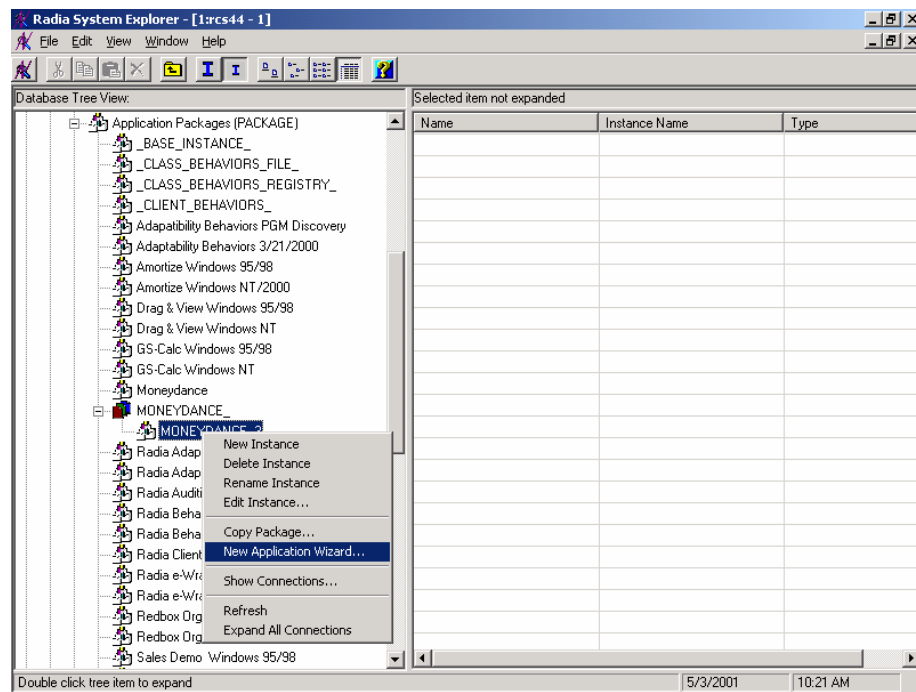 Radia System Explorer - [1:rcs44 - 1]
File Edit View Window Help
Database Tree View:
Selected item not expanded
Name Instance Name Type
Application Packages (PACKAGE)
_BASE_INSTANCE_
_CLASS_BEHAVIORS_FILE_
_CLASS_BEHAVIORS_REGISTRY_
_CLIENT_BEHAVIORS_
Adapatibility Behaviors PGM Discovery
Adaptability Behaviors 3/21/2000
Amortize Windows 95/98
Amortize Windows NT/2000
Drag & View Windows 95/98
Drag & View Windows NT
GS-Calc Windows 95/98
GS-Calc Windows NT
Moneydance
MONEYDANCE_
MONEYDANCE_2
Radia Adap
Radia Adap
Radia Auditi
Radia Beha
Radia Beha
Radia Client
Radia e-Wra
Radia e-Wra
Redbox Org
Redbox Org
Sales Demo Windows 95/98
New Instance
Delete Instance
Rename Instance
Edit Instance...
Copy Package...
New Application Wizard...
Show Connections...
Refresh
Expand All Connections
Double click tree item to expand
5/3/2001
10:21 AM